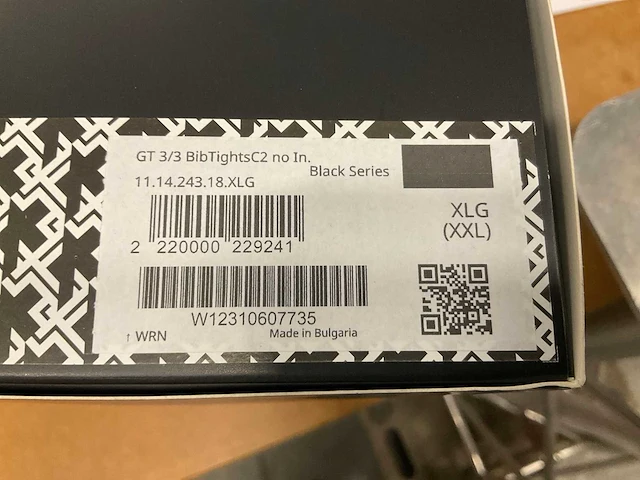 GT 3/3 BibTightsC2 no In.
Black Series
11.14.243.18.XLG
XLG
(XXL)
2 220000 229241
W12310607735
↑ WRN
Made in Bulgaria